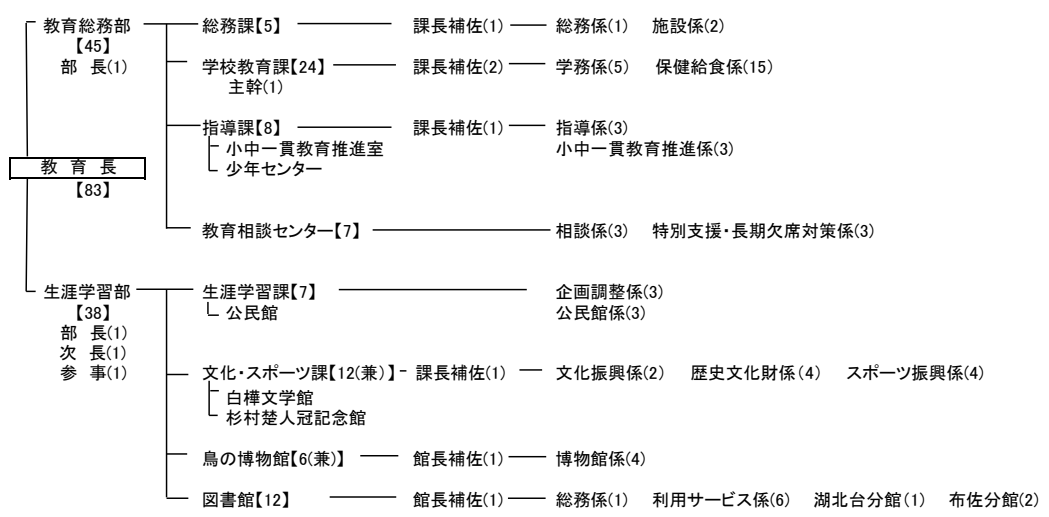 教育総務部 総務課【5】 課長補佐(1) 総務係(1) 施設係(2)
【45】
部 長(1) 学校教育課【24】 課長補佐(2) 学務係(5) 保健給食係(15)
主幹(1)
指導課【8】 課長補佐(1) 指導係(3)
小中一貫教育推進室 小中一貫教育推進係(3)
教 育 長 少年センター
【83】
教育相談センター【7】 相談係(3) 特別支援・長期欠席対策係(3)
生涯学習部 生涯学習課【7】 企画調整係(3)
【38】 公民館 公民館係(3)
部 長(1)
次 長(1)
参 事(1) 文化・スポーツ課【12(兼)】 課長補佐(1) 文化振興係(2) 歴史文化財係(4) スポーツ振興係(4)
白樺文学館
杉村楚人冠記念館
鳥の博物館【6(兼)】 館長補佐(1) 博物館係(4)
図書館【12】 館長補佐(1) 総務係(1) 利用サービス係(6) 湖北台分館(1) 布佐分館(2)